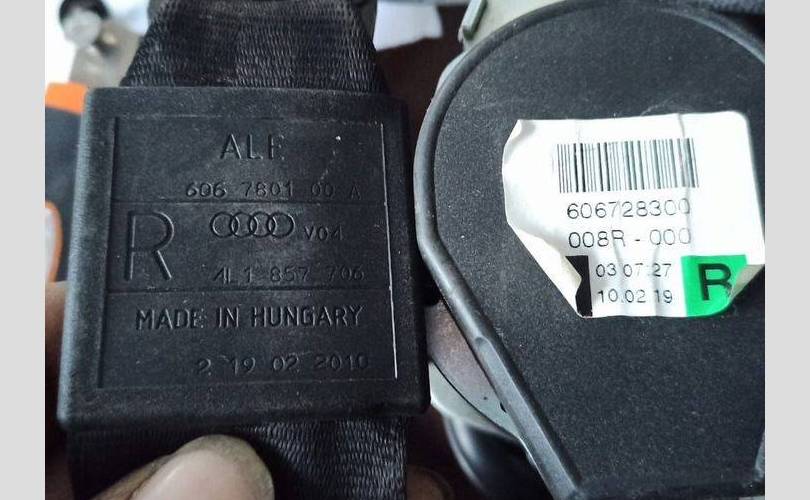 ALF
606 7801 00 A
R
V04
4L1 857 706
MADE IN HUNGARY
2 19 02 2010
606728300
008R - 000
03:07:27
10.02.19
R